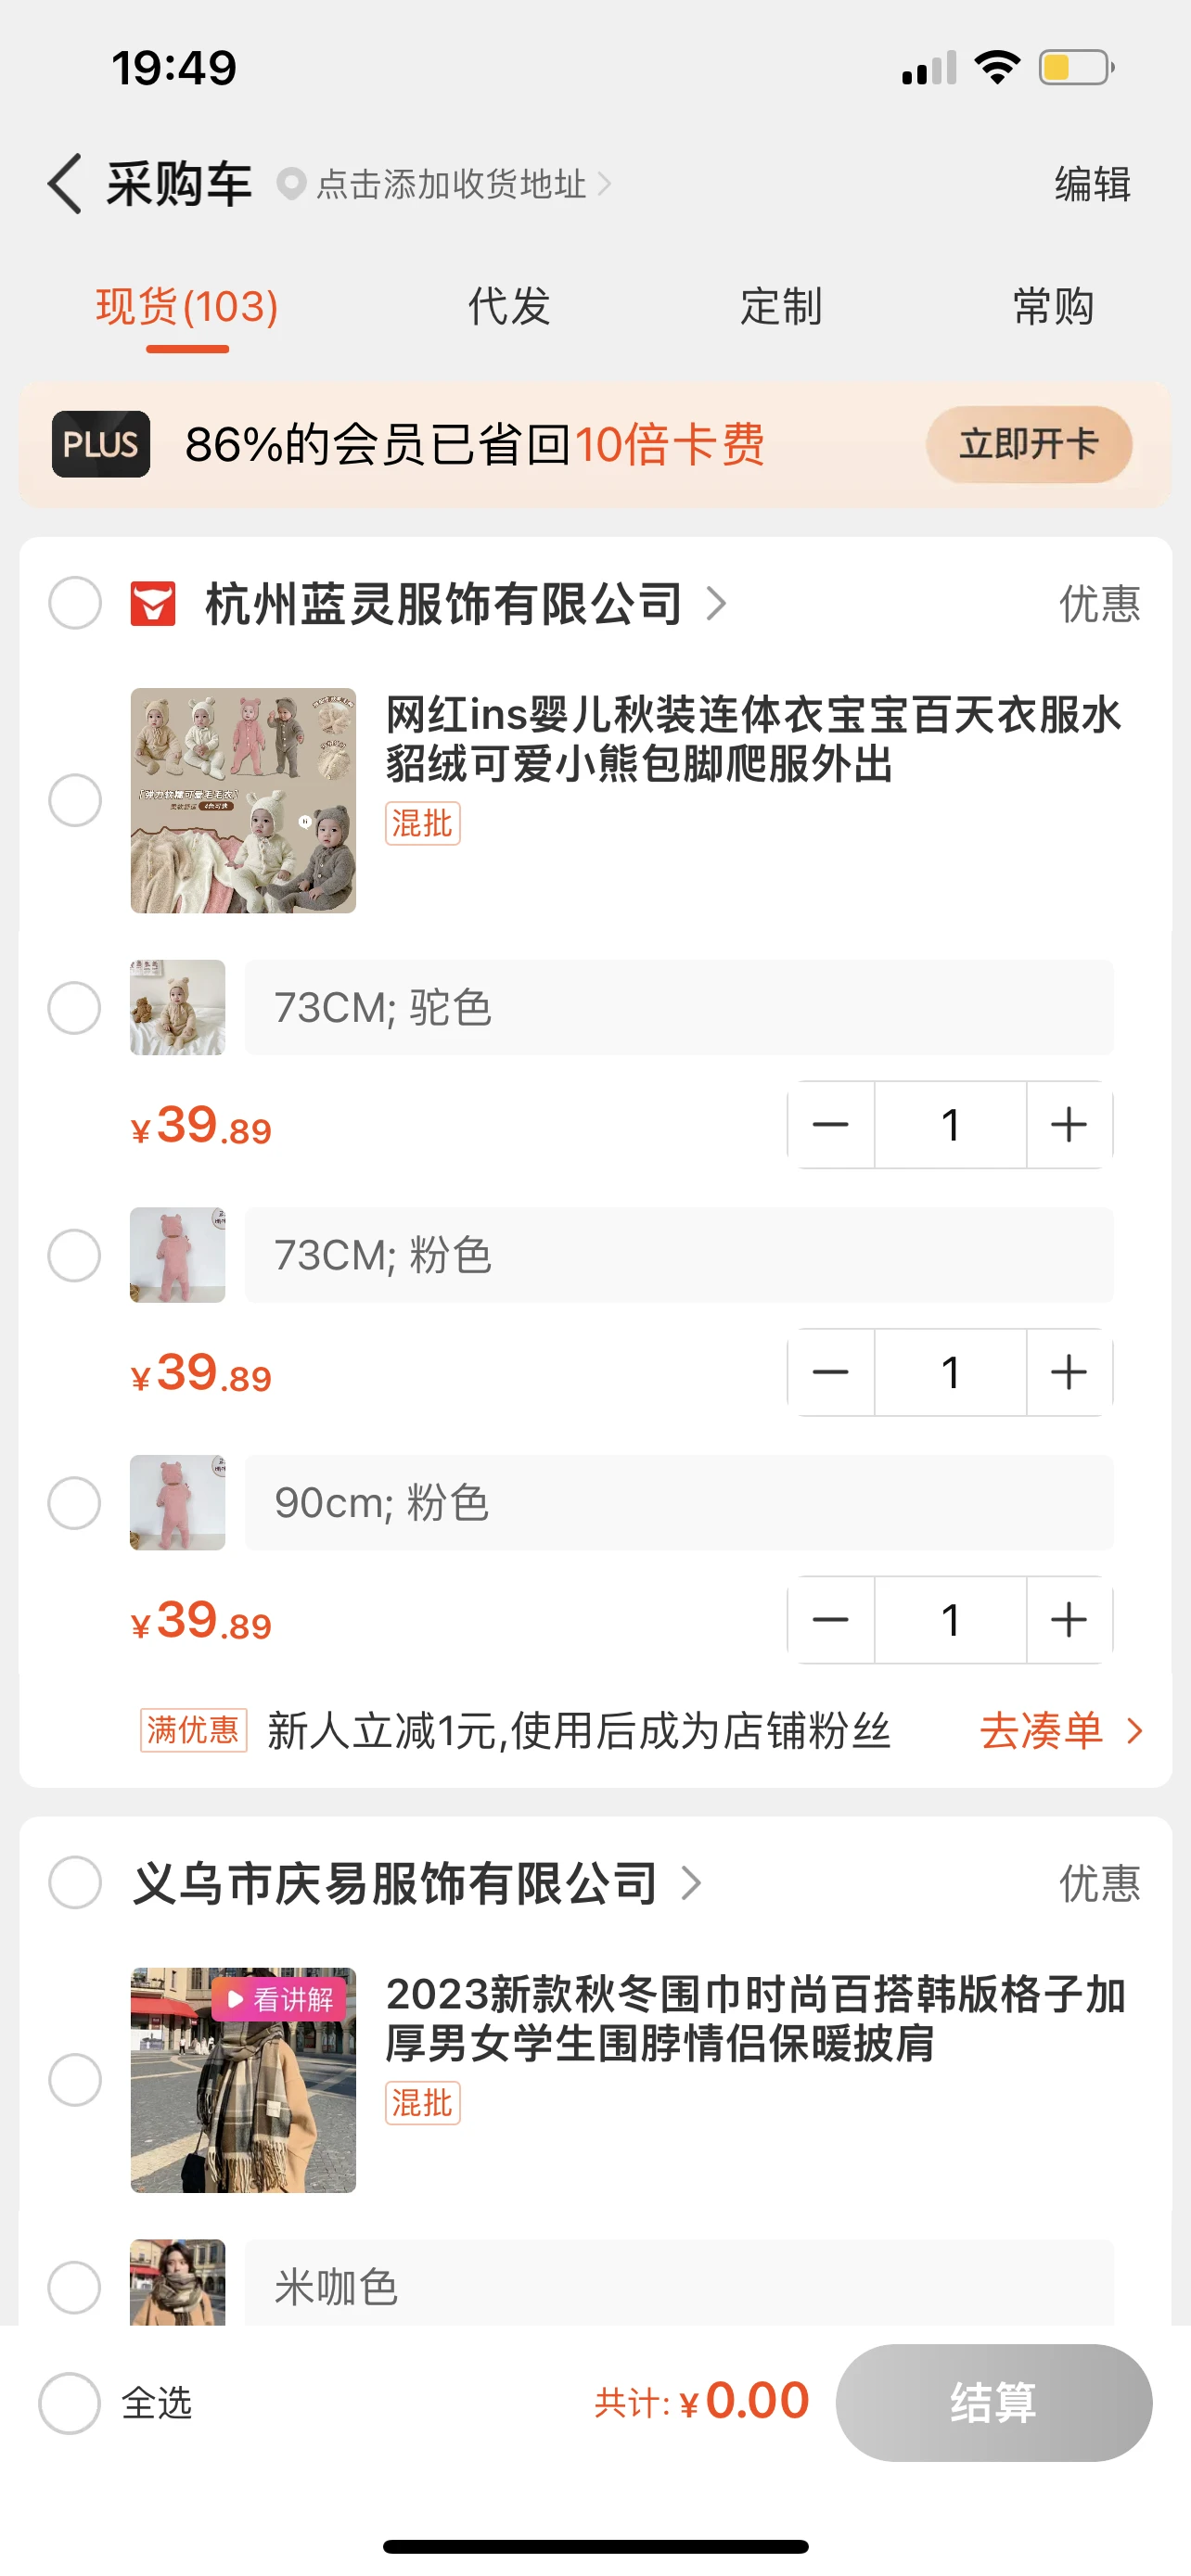 19:49
采购车 点击添加收货地址
编辑
现货(103) 代发 定制 常购
PLUS 86%的会员已省回10倍卡费 立即开卡
杭州蓝灵服饰有限公司 优惠
网红ins婴儿秋装连体衣宝宝百天衣服水
貂绒可爱小熊包脚爬服外出
混批
73CM; 驼色
¥39.89 1
73CM; 粉色
¥39.89 1
90cm; 粉色
¥39.89 1
满优惠 新人立减1元,使用后成为店铺粉丝 去凑单
义乌市庆易服饰有限公司 优惠
看讲解
2023新款秋冬围巾时尚百搭韩版格子加
厚男女学生围脖情侣保暖披肩
混批
米咖色
全选 共计: ¥0.00 结算